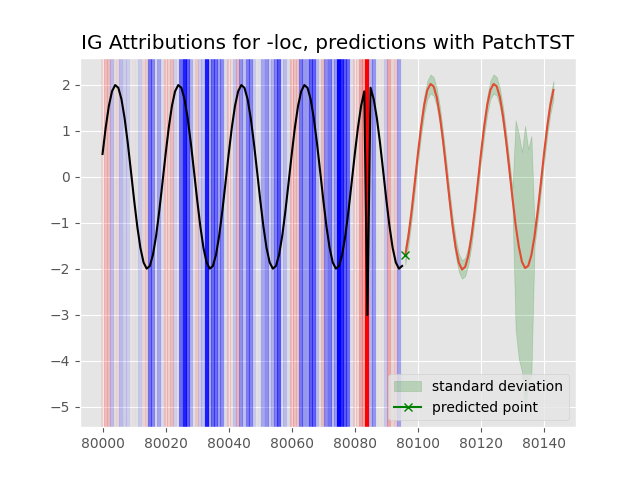 IG Attributions for -loc, predictions with PatchTST
2
1
0
−1
−2
−3
−4
−5
standard deviation
predicted point
80000 80020 80040 80060 80080 80100 80120 80140